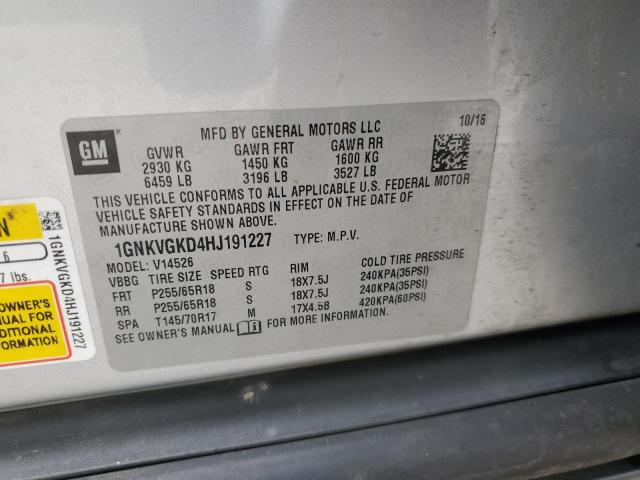 GM
MFD BY GENERAL MOTORS LLC
10/16
GVWR GAWR FRT GAWR RR
2930 KG 1450 KG 1600 KG
6459 LB 3196 LB 3527 LB
THIS VEHICLE CONFORMS TO ALL APPLICABLE U.S. FEDERAL MOTOR
VEHICLE SAFETY STANDARDS IN EFFECT ON THE DATE OF
MANUFACTURE SHOWN ABOVE.
1GNKVGKD4HJ191227 TYPE: M.P.V.
MODEL: V14526
VBBG TIRE SIZE SPEED RTG RIM COLD TIRE PRESSURE
FRT P255/65R18 S 18X7.5J 240KPA(35PSI)
RR P255/65R18 S 18X7.5J 240KPA(35PSI)
SPA T145/70R17 M 17X4.5B 420KPA(60PSI)
SEE OWNER'S MANUAL FOR MORE INFORMATION.
N
6
7 lbs.
OWNER'S
NUAL FOR
DITIONAL
ORMATION
1GNKVGKD4HJ191227